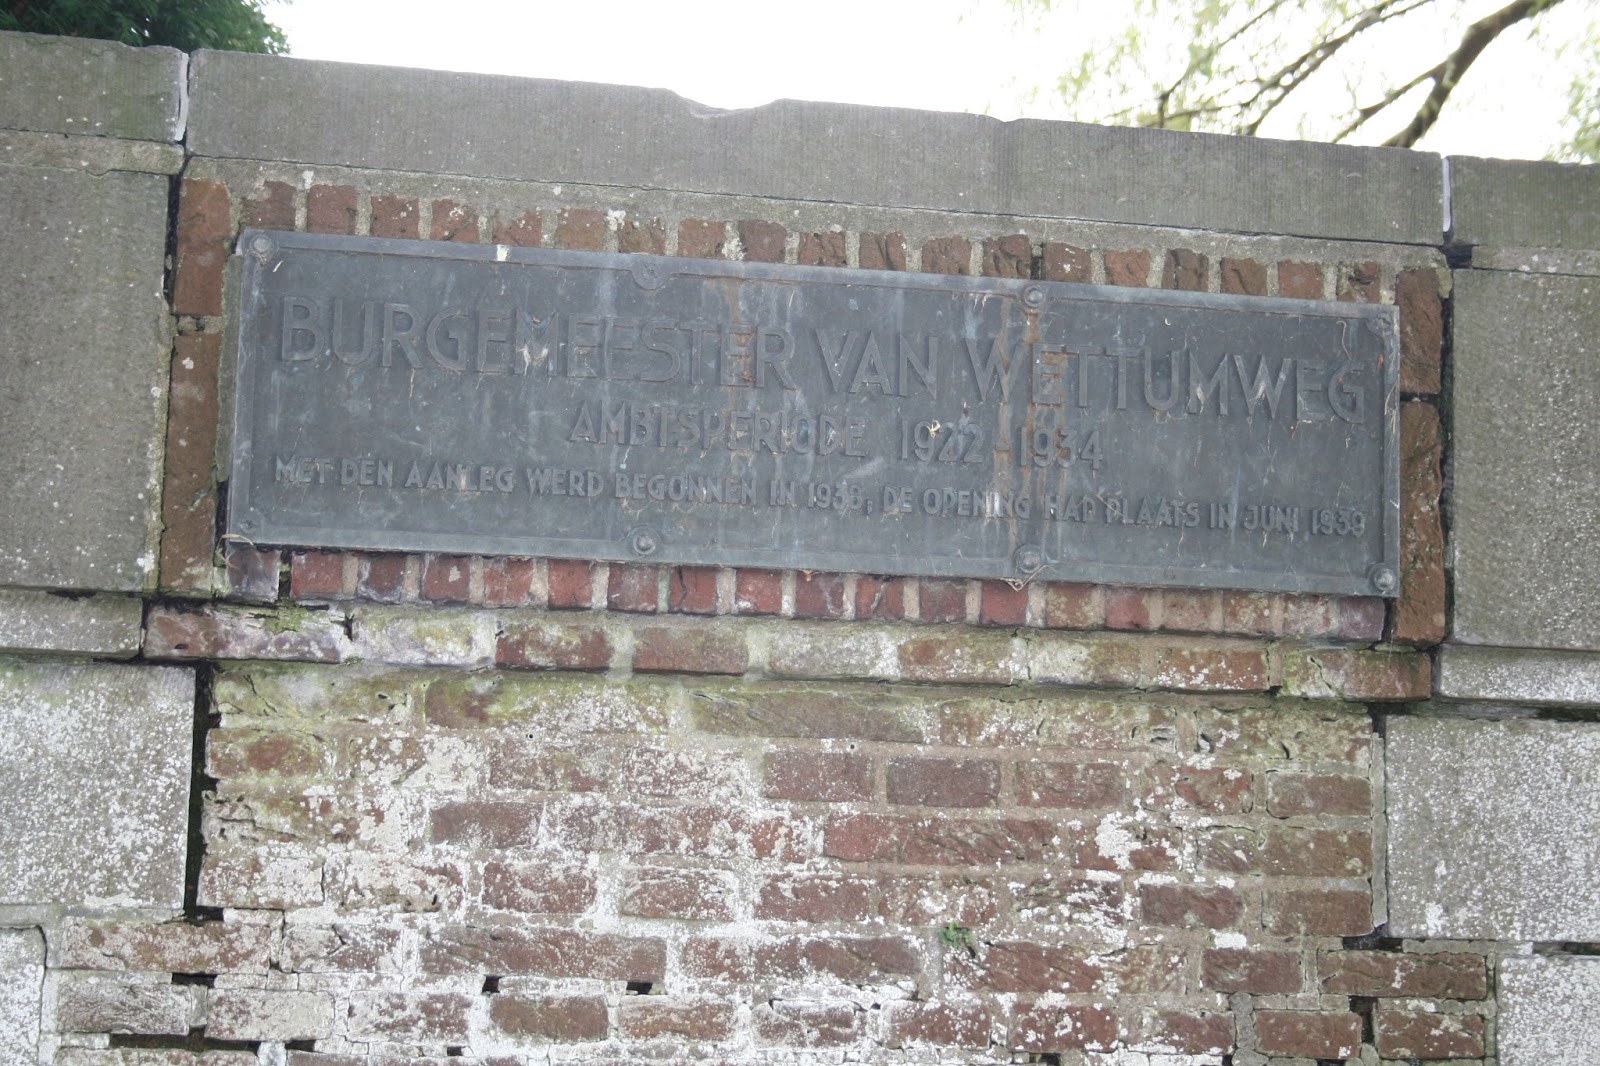 BURGEMEESTER VAN WETTUMWEG
AMBTSPERIODE 1922-1934
MET DEN AANLEG WERD BEGONNEN IN 1938, DE OPENING HAD PLAATS IN JUNI 1939